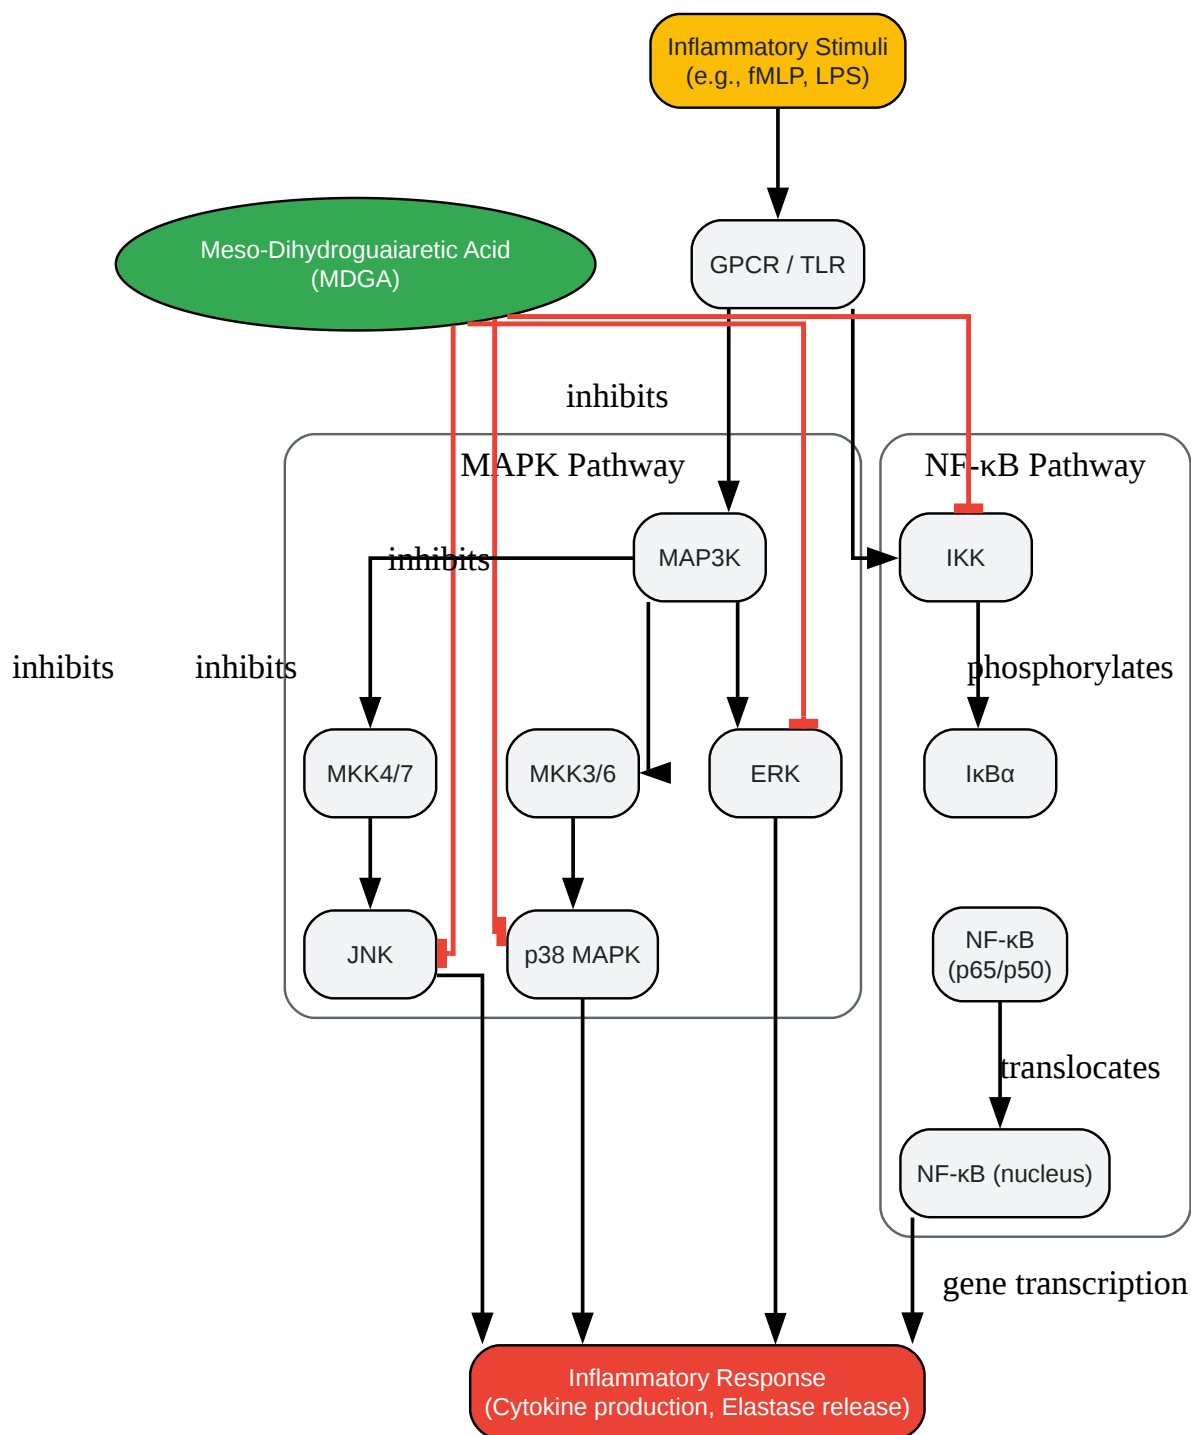 Inflammatory Stimuli
(e.g., fMLP, LPS)
Meso-Dihydroguaiaretic Acid
(MDGA)
GPCR / TLR
inhibits
MAPK Pathway
NF-κB Pathway
inhibits
MAP3K
IKK
inhibits
inhibits
phosphorylates
MKK4/7
MKK3/6
ERK
IκBα
JNK
p38 MAPK
NF-κB
(p65/p50)
translocates
NF-κB (nucleus)
gene transcription
Inflammatory Response
(Cytokine production, Elastase release)